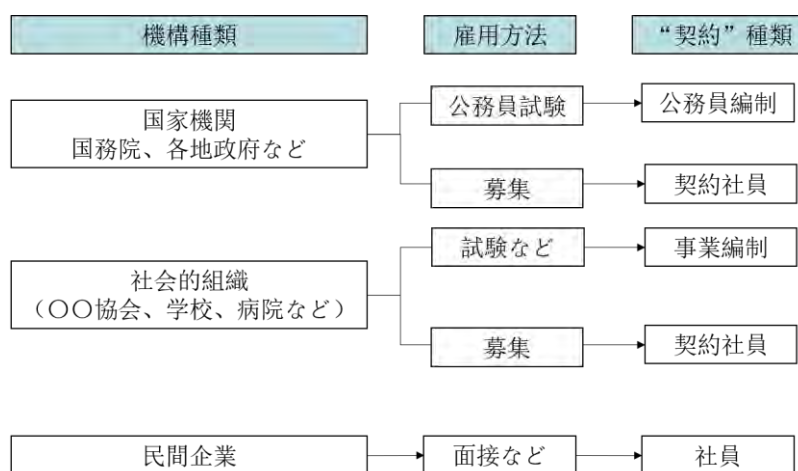 機構種類
雇用方法
“契約”種類
国家機関
国務院、各地政府など
公務員試験
公務員編制
募集
契約社員
社会的組織
（〇〇協会、学校、病院など）
試験など
事業編制
募集
契約社員
民間企業
面接など
社員